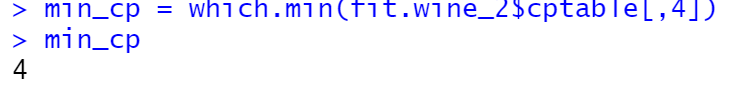 > min_cp = which.min(fit.wine_2$cptable[,4])
> min_cp
4